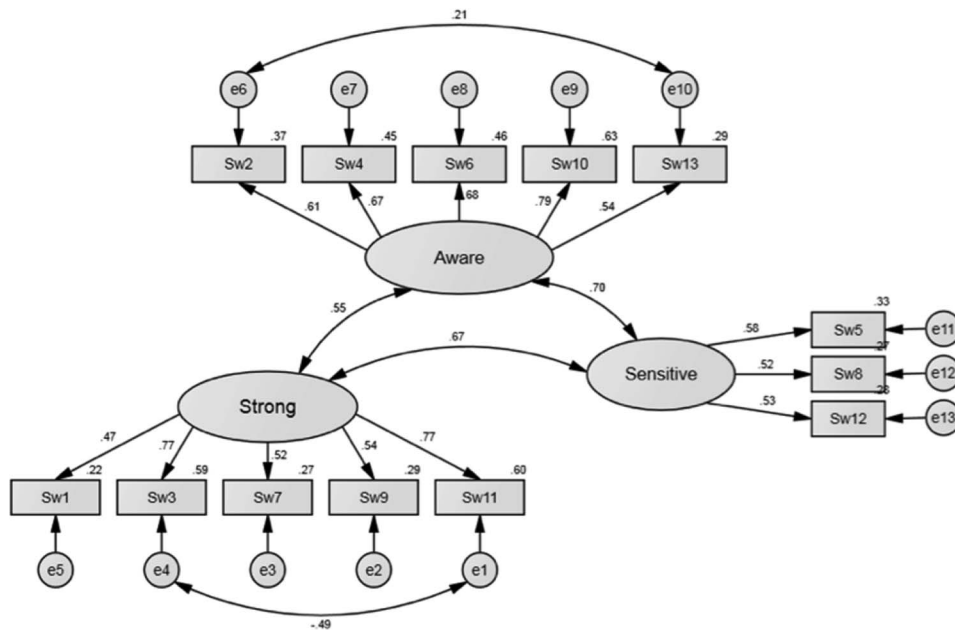 .21
e6 e7 e8 e9 e10
.37 .45 .46 .63 .29
Sw2 Sw4 Sw6 Sw10 Sw13
.61 .67 .68 .79 .54
Aware
.55 .70
.67
.33
.58 Sw5 e11
.27
Sensitive .52 Sw8 e12
.28
.53 Sw12 e13
Strong
.47 .77 .52 .54 .77
.22 .59 .27 .29 .60
Sw1 Sw3 Sw7 Sw9 Sw11
e5 e4 e3 e2 e1
-.49